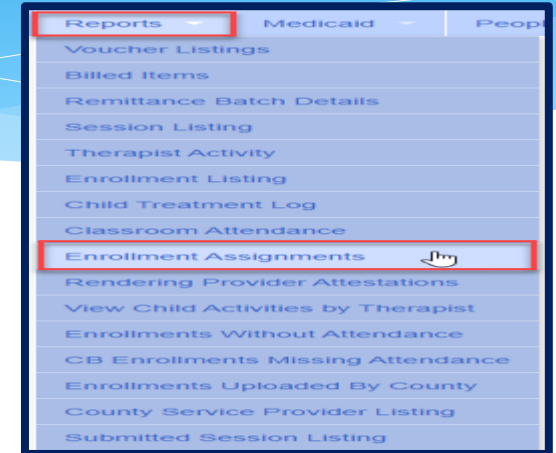 Reports Medicaid Peopl
Voucher Listings
Billed Items
Remittance Batch Details
Session Listing
Therapist Activity
Enrollment Listing
Child Treatment Log
Classroom Attendance
Enrollment Assignments
Rendering Provider Attestations
View Child Activities by Therapist
Enrollments Without Attendance
CB Enrollments Missing Attendance
Enrollments Uploaded By County
County Service Provider Listing
Submitted Session Listing